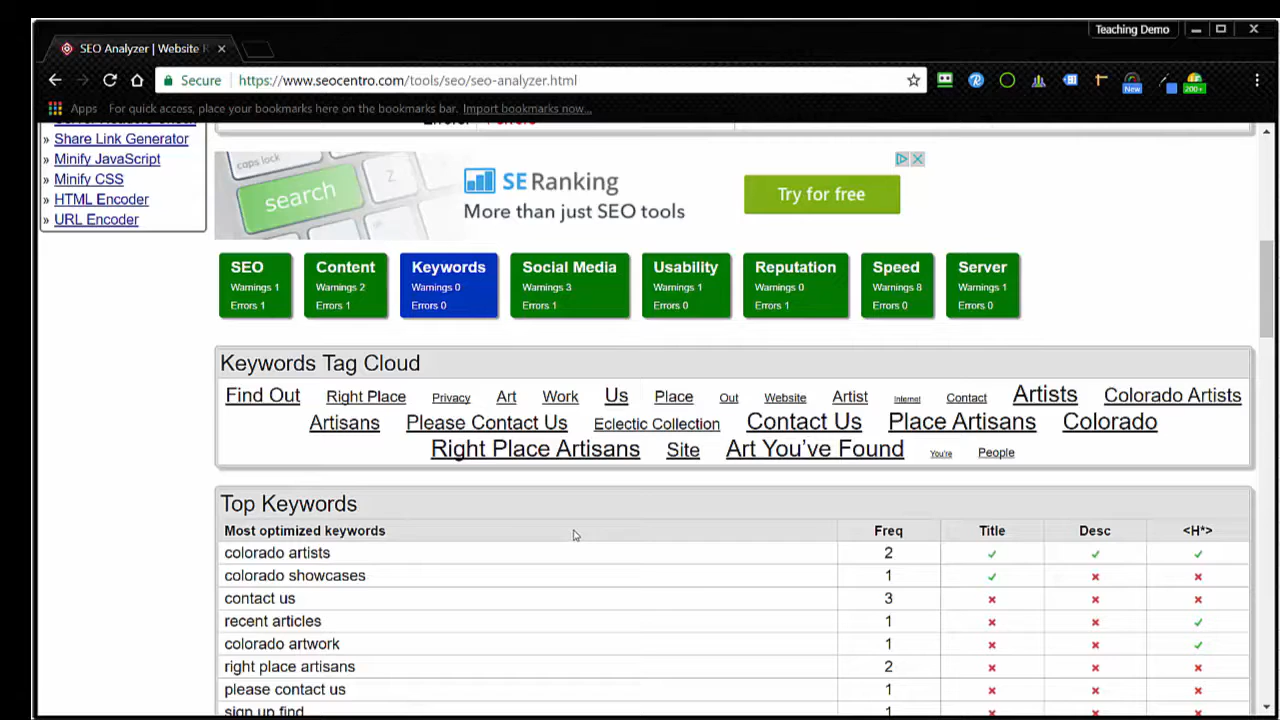 Teaching Demo
SEO Analyzer | Website R
Secure https://www.seocentro.com/tools/seo/seo-analyzer.html
New 200+
Apps For quick access, place your bookmarks here on the bookmarks bar. Import bookmarks now...
» Share Link Generator
» Minify JavaScript
» Minify CSS
» HTML Encoder
» URL Encoder
caps lock
search
Z
SE Ranking
More than just SEO tools
Try for free
SEO Content Keywords Social Media Usability Reputation Speed Server
Warnings 1 Warnings 2 Warnings 0 Warnings 3 Warnings 1 Warnings 0 Warnings 8 Warnings 1
Errors 1 Errors 1 Errors 0 Errors 1 Errors 0 Errors 1 Errors 0 Errors 0
Keywords Tag Cloud
Find Out Right Place Privacy Art Work Us Place Out Website Artist Internet Contact Artists Colorado Artists
Artisans Please Contact Us Eclectic Collection Contact Us Place Artisans Colorado
Right Place Artisans Site Art You've Found You're People
Top Keywords
Most optimized keywords Freq Title Desc <H*>
colorado artists 2 ✓ ✓ ✓
colorado showcases 1 ✓ × ×
contact us 3 × × ×
recent articles 1 × × ✓
colorado artwork 1 × × ✓
right place artisans 2 × × ×
please contact us 1 × × ×
sign up find 1 × × ×